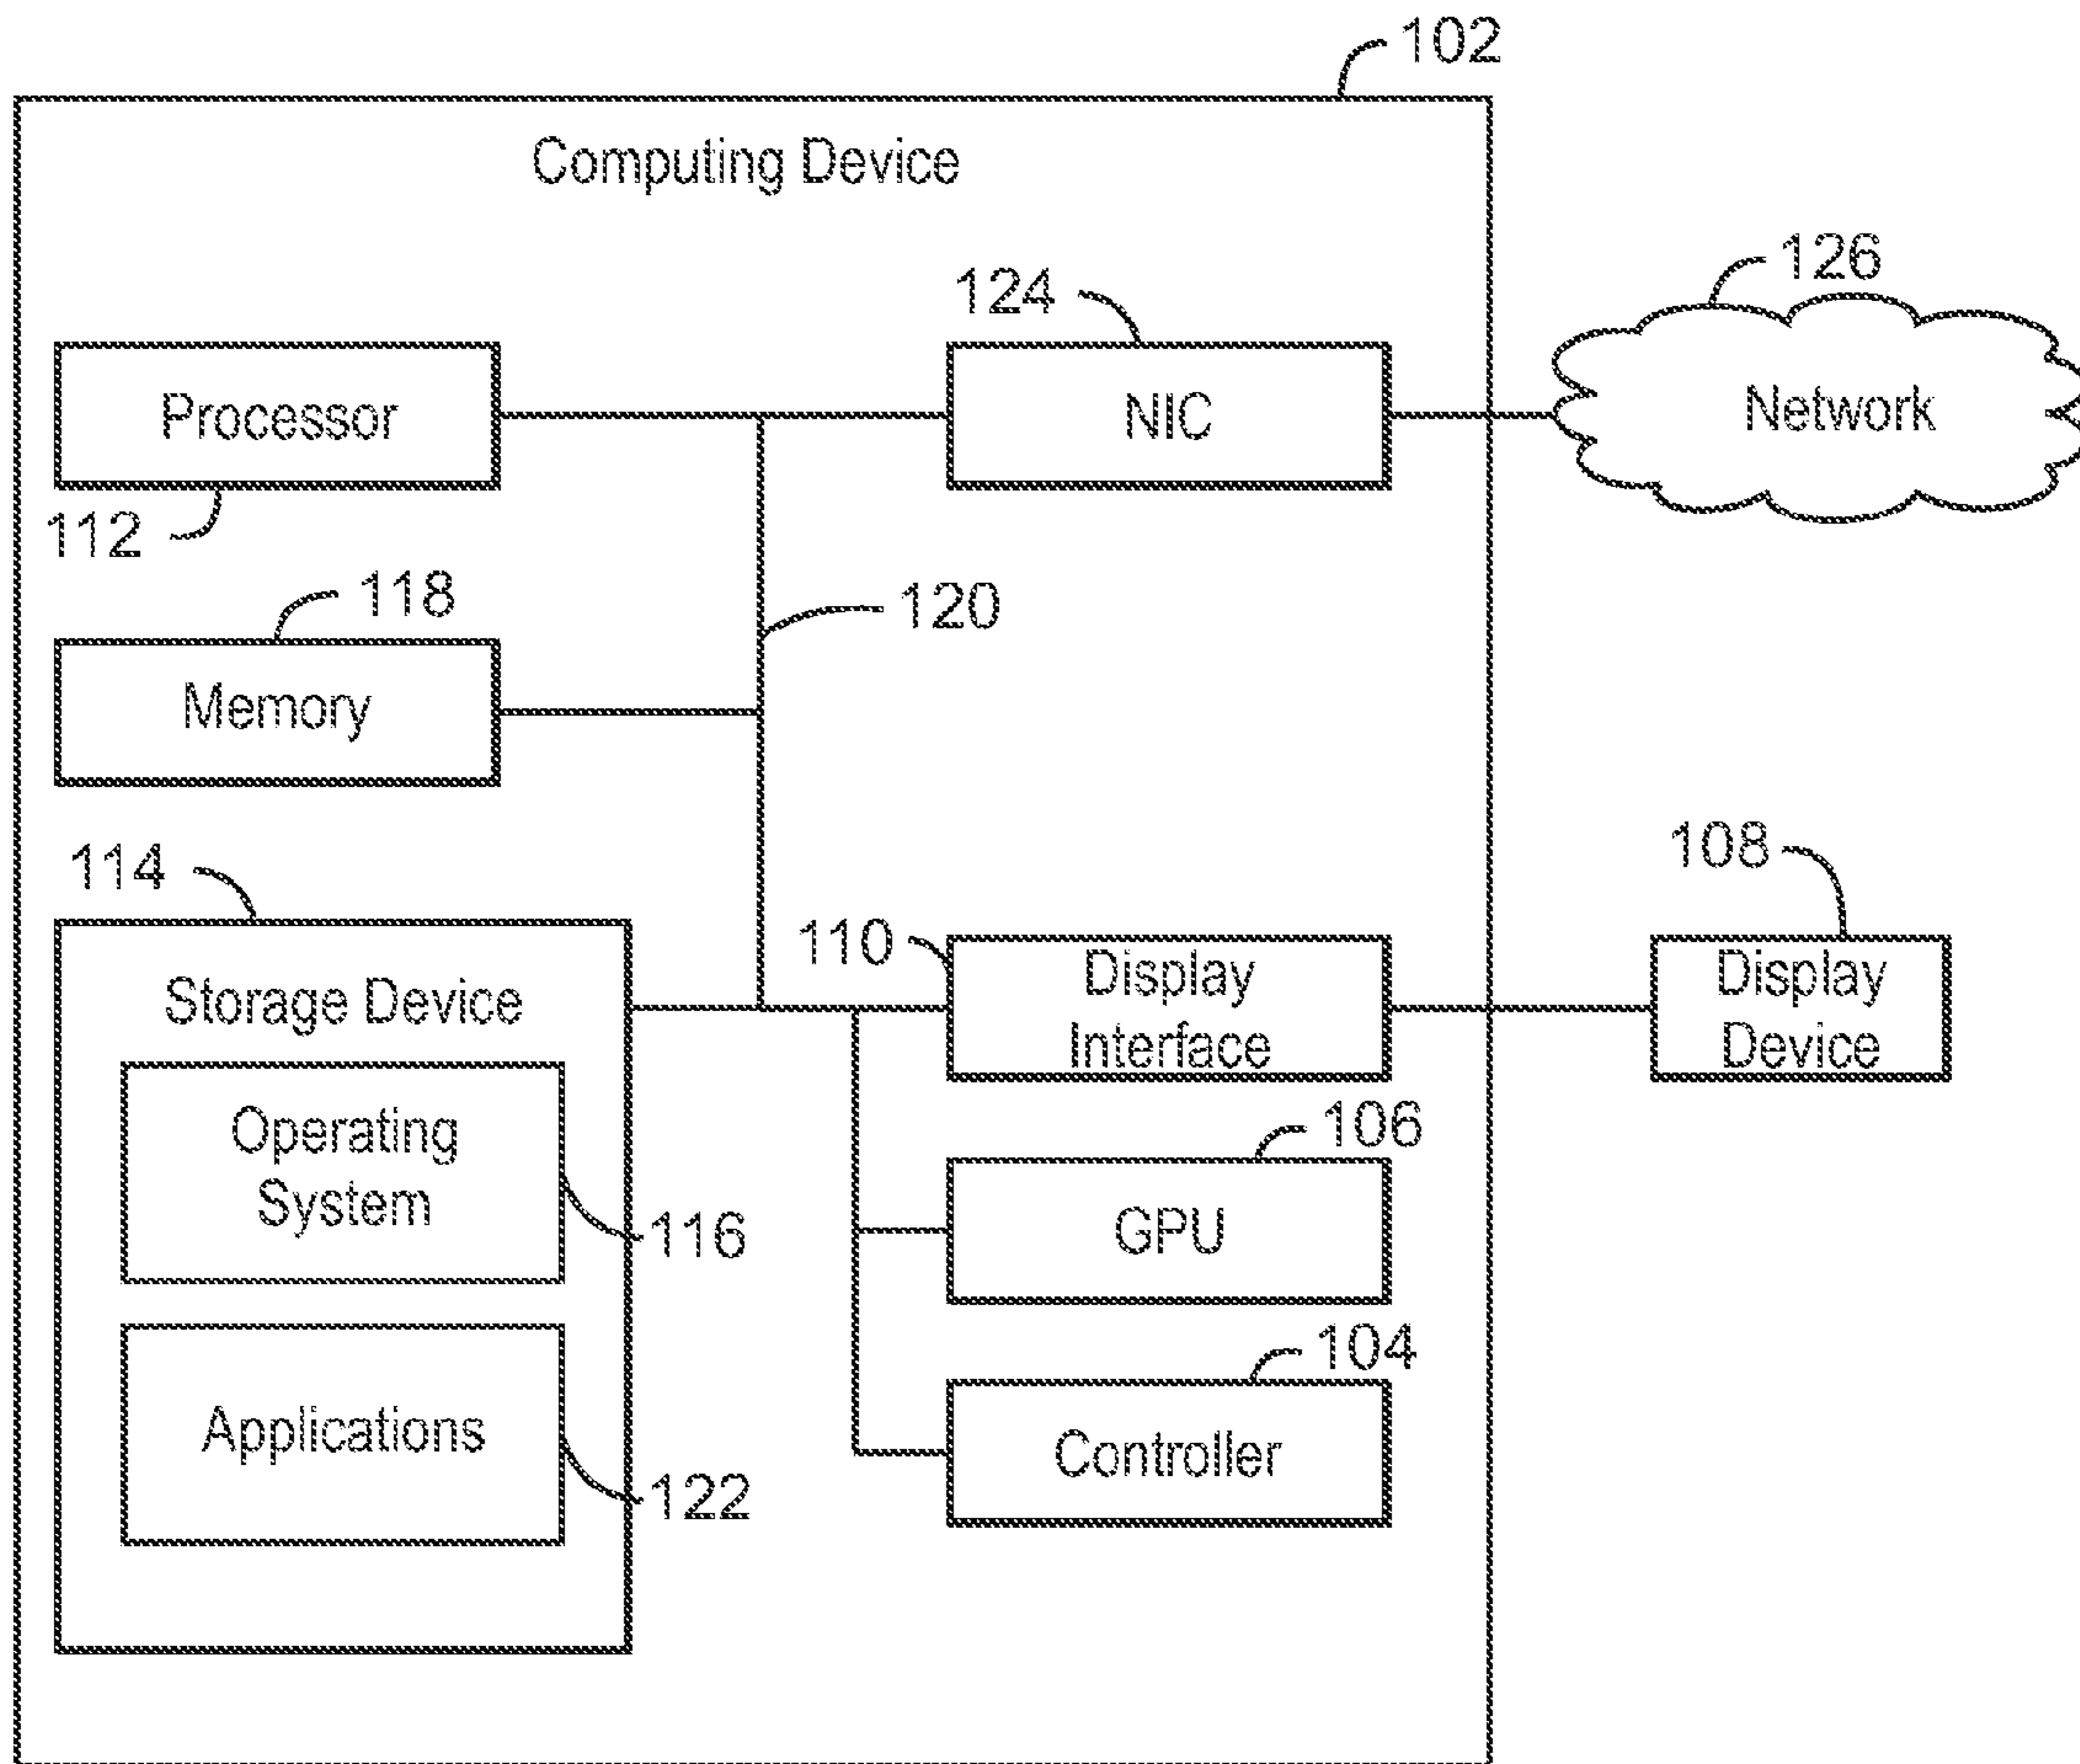 102
Computing Device
126
124
Processor
NIC
Network
112
118
120
Memory
114
108
110
Display
Interface
Display
Device
Storage Device
106
Operating
System
116
GPU
104
Applications
Controller
122